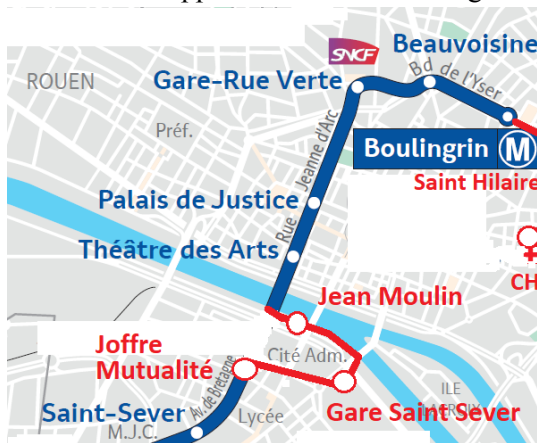 Beauvoisine
SNCF
Bd de l'Yser
ROUEN
Gare-Rue Verte
Préf.
Rue Jeanne d'Arc
Boulingrin M
Saint Hilaire
Palais de Justice
Théâtre des Arts
CH
Jean Moulin
Joffre
Mutualité
Cité Adm.
Av. de Bretagne
ILE
Saint-Sever
Lycée
Gare Saint Sever
M.J.C.